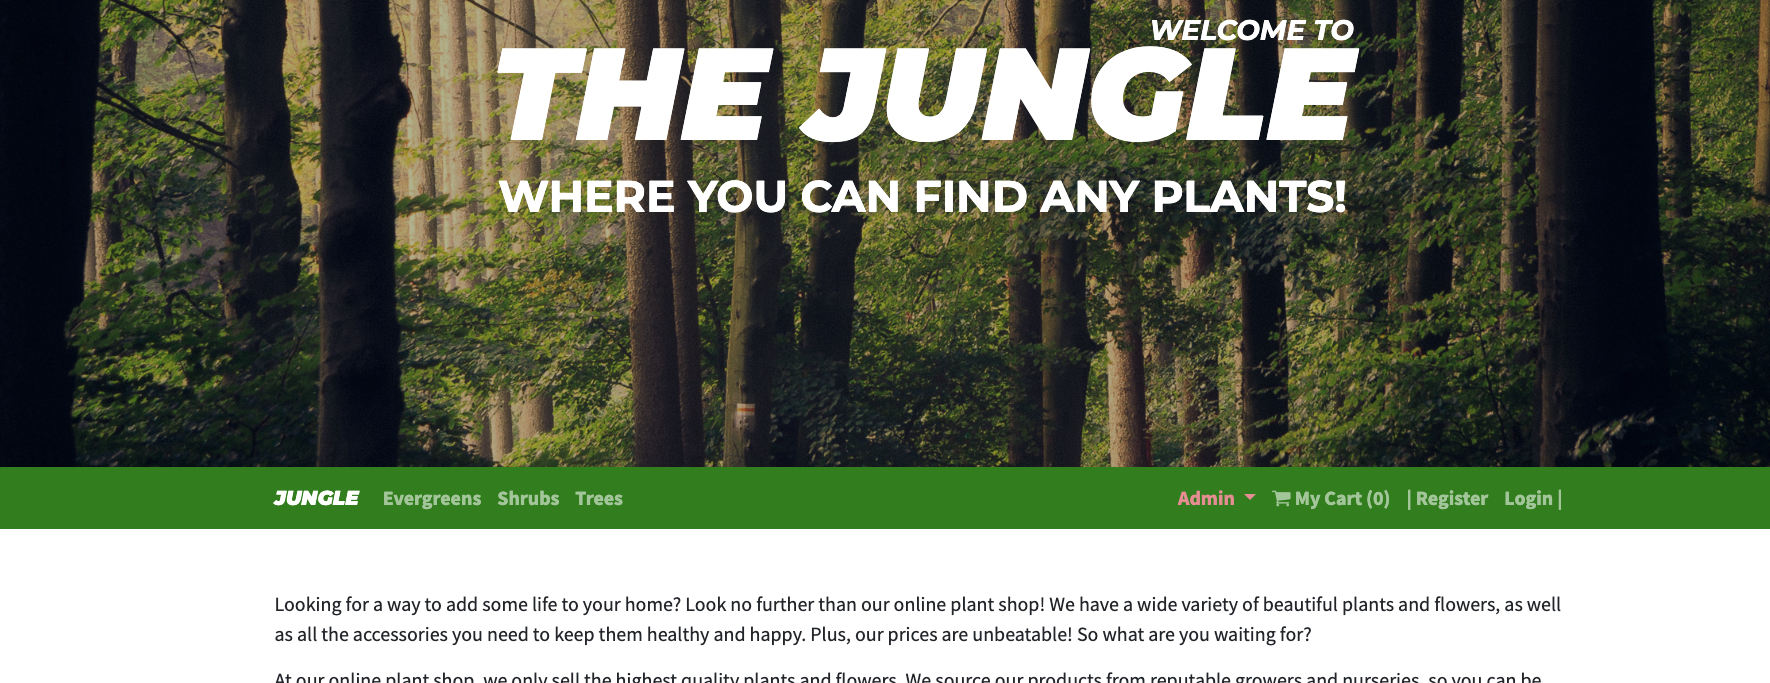 WELCOME TO
THE JUNGLE
WHERE YOU CAN FIND ANY PLANTS!
JUNGLE Evergreens Shrubs Trees Admin My Cart (0) | Register Login |
Looking for a way to add some life to your home? Look no further than our online plant shop! We have a wide variety of beautiful plants and flowers, as well
as all the accessories you need to keep them healthy and happy. Plus, our prices are unbeatable! So what are you waiting for?
At our online plant shop, we only sell the highest quality plants and flowers. We source our products from reputable growers and nurseries, so you can be